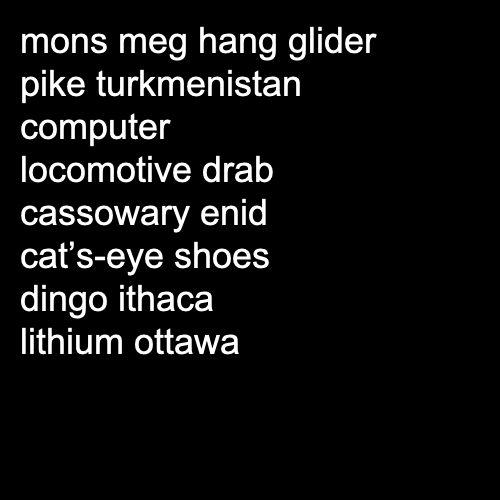 mons meg hang glider
pike turkmenistan
computer
locomotive drab
cassowary enid
cat’s-eye shoes
dingo ithaca
lithium ottawa